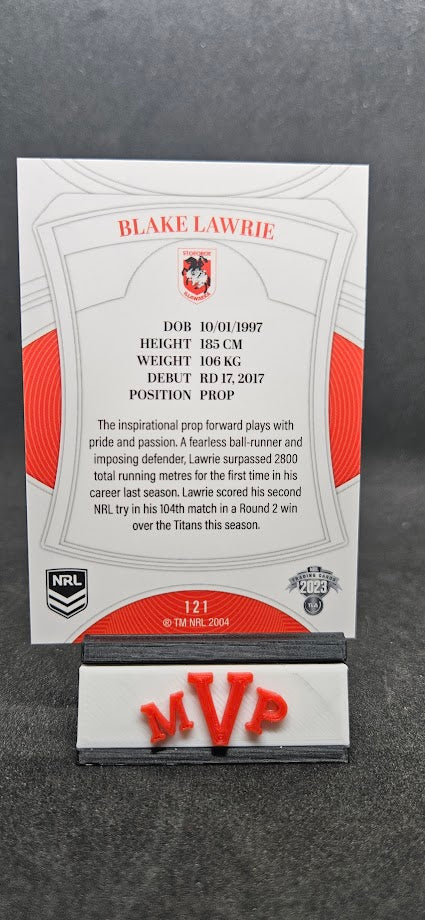 BLAKE LAWRIE
ST GEORGE
ILLAWARRA
DOB 10/01/1997
HEIGHT 185 CM
WEIGHT 106 KG
DEBUT RD 17, 2017
POSITION PROP
The inspirational prop forward plays with
pride and passion. A fearless ball-runner and
imposing defender, Lawrie surpassed 2800
total running metres for the first time in his
career last season. Lawrie scored his second
NRL try in his 104th match in a Round 2 win
over the Titans this season.
NRL
NRL
TRADING CARDS
2023
TLA
121
® TM NRL 2004
MVP